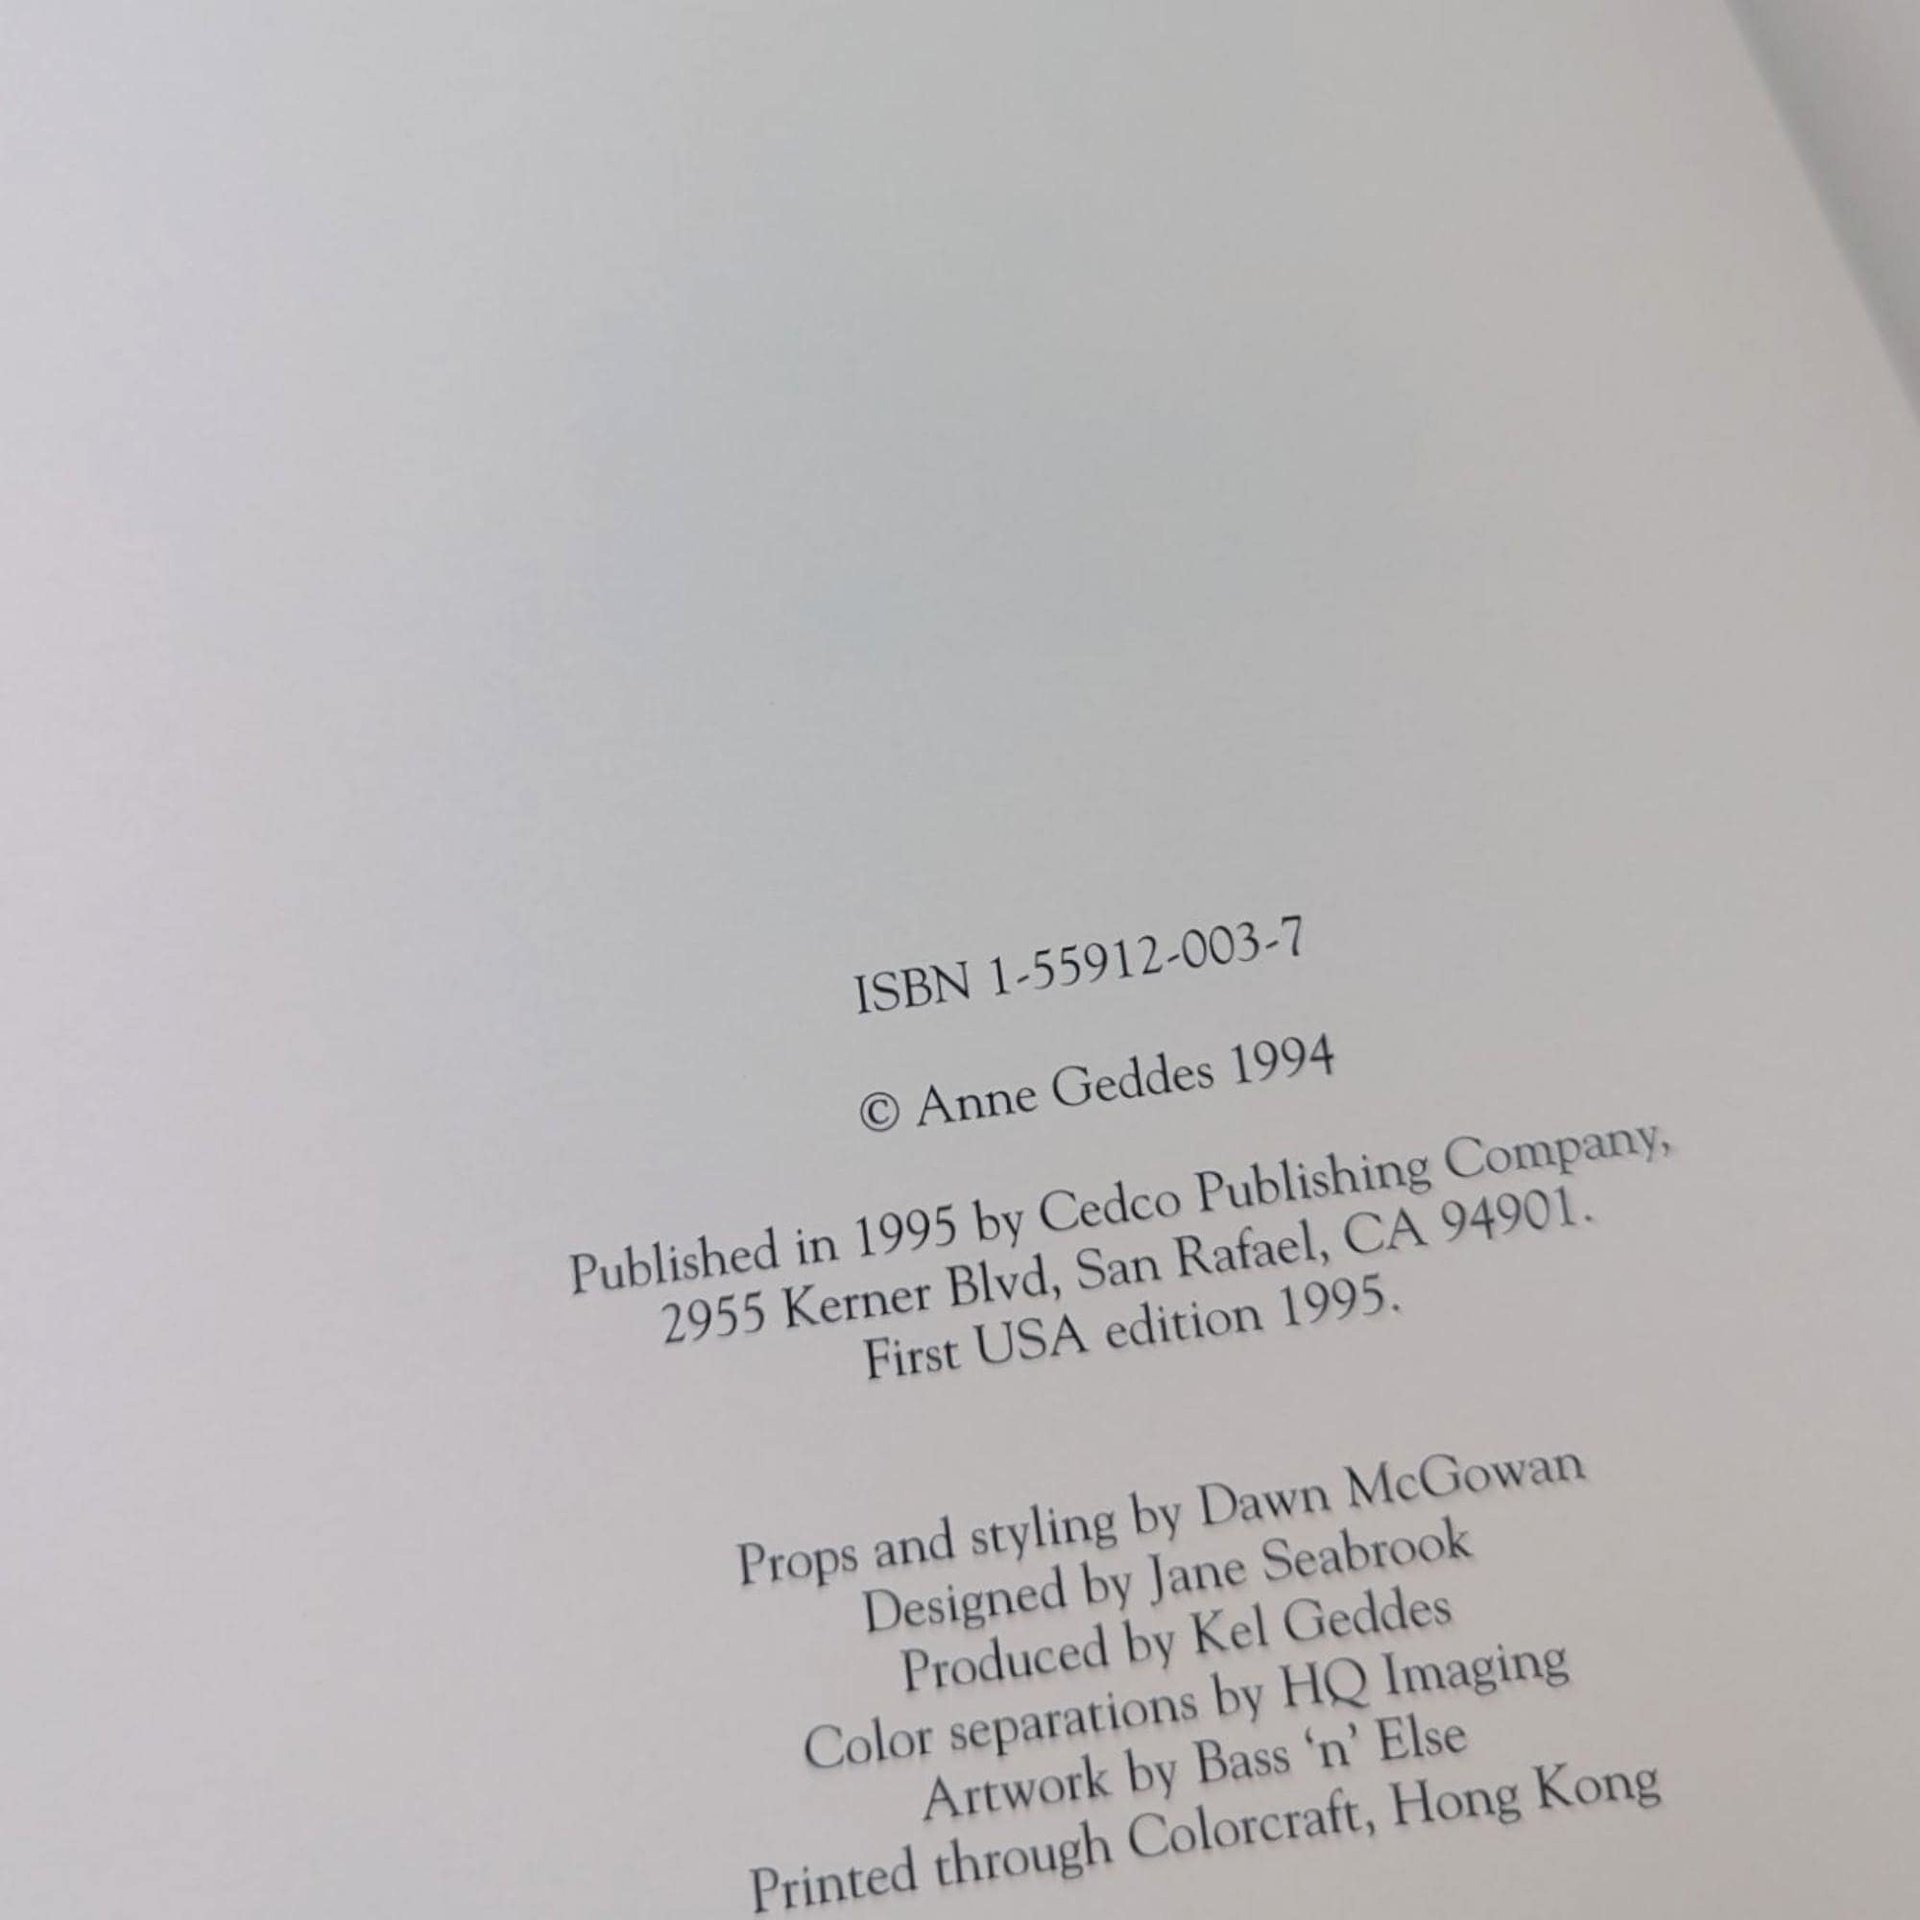 ISBN 1-55912-003-7
© Anne Geddes 1994
Published in 1995 by Cedco Publishing Company,
2955 Kerner Blvd, San Rafael, CA 94901.
First USA edition 1995.
Props and styling by Dawn McGowan
Designed by Jane Seabrook
Produced by Kel Geddes
Color separations by HQ Imaging
Artwork by Bass ‘n’ Else
Printed through Colorcraft, Hong Kong